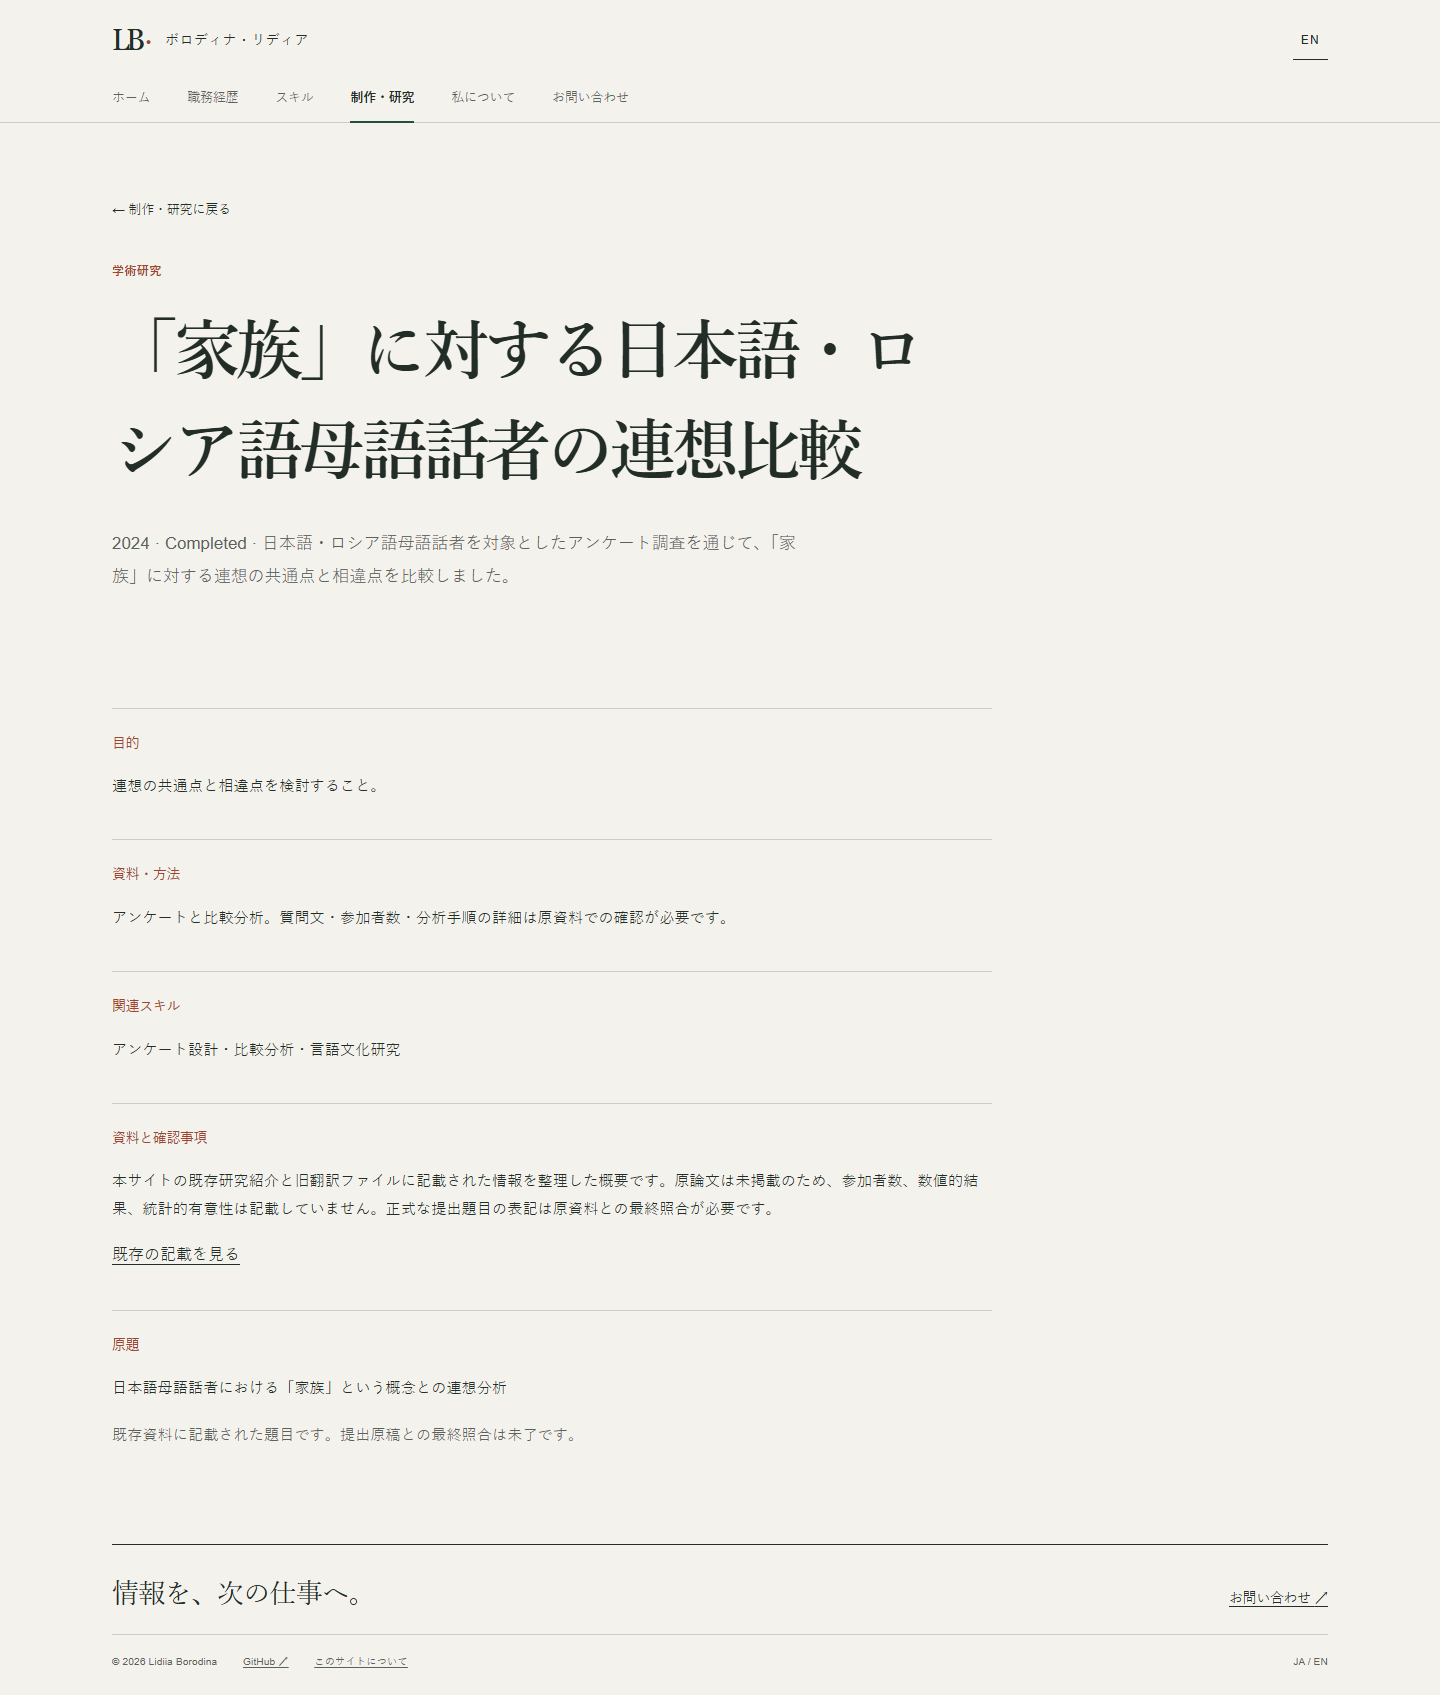 LB· ボロディナ・リディア
EN
ホーム 職務経歴 スキル 制作・研究 私について お問い合わせ
← 制作・研究に戻る
学術研究
「家族」に対する日本語・ロ
シア語母語話者の連想比較
2024 · Completed · 日本語・ロシア語母語話者を対象としたアンケート調査を通じて、「家
族」に対する連想の共通点と相違点を比較しました。
目的
連想の共通点と相違点を検討すること。
資料・方法
アンケートと比較分析。質問文・参加者数・分析手順の詳細は原資料での確認が必要です。
関連スキル
アンケート設計・比較分析・言語文化研究
資料と確認事項
本サイトの既存研究紹介と旧翻訳ファイルに記載された情報を整理した概要です。原論文は未掲載のため、参加者数、数値的結
果、統計的有意性は記載していません。正式な提出題目の表記は原資料との最終照合が必要です。
既存の記載を見る
原題
日本語母語話者における「家族」という概念との連想分析
既存資料に記載された題目です。提出原稿との最終照合は未了です。
情報を、次の仕事へ。
お問い合わせ ↗
© 2026 Lidiia Borodina GitHub ↗ このサイトについて
JA / EN